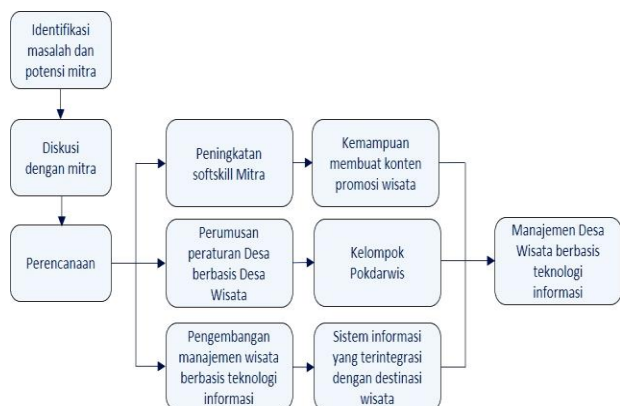 Identifikasi
masalah dan
potensi mitra
Diskusi
dengan mitra
Perencanaan
Peningkatan
softskill Mitra
Kemampuan
membuat konten
promosi wisata
Perumusan
peraturan Desa
berbasis Desa
Wisata
Kelompok
Pokdarwis
Pengembangan
manajemen wisata
berbasis teknologi
informasi
Sistem informasi
yang terintegrasi
dengan destinasi
wisata
Manajemen Desa
Wisata berbasis
teknologi
informasi